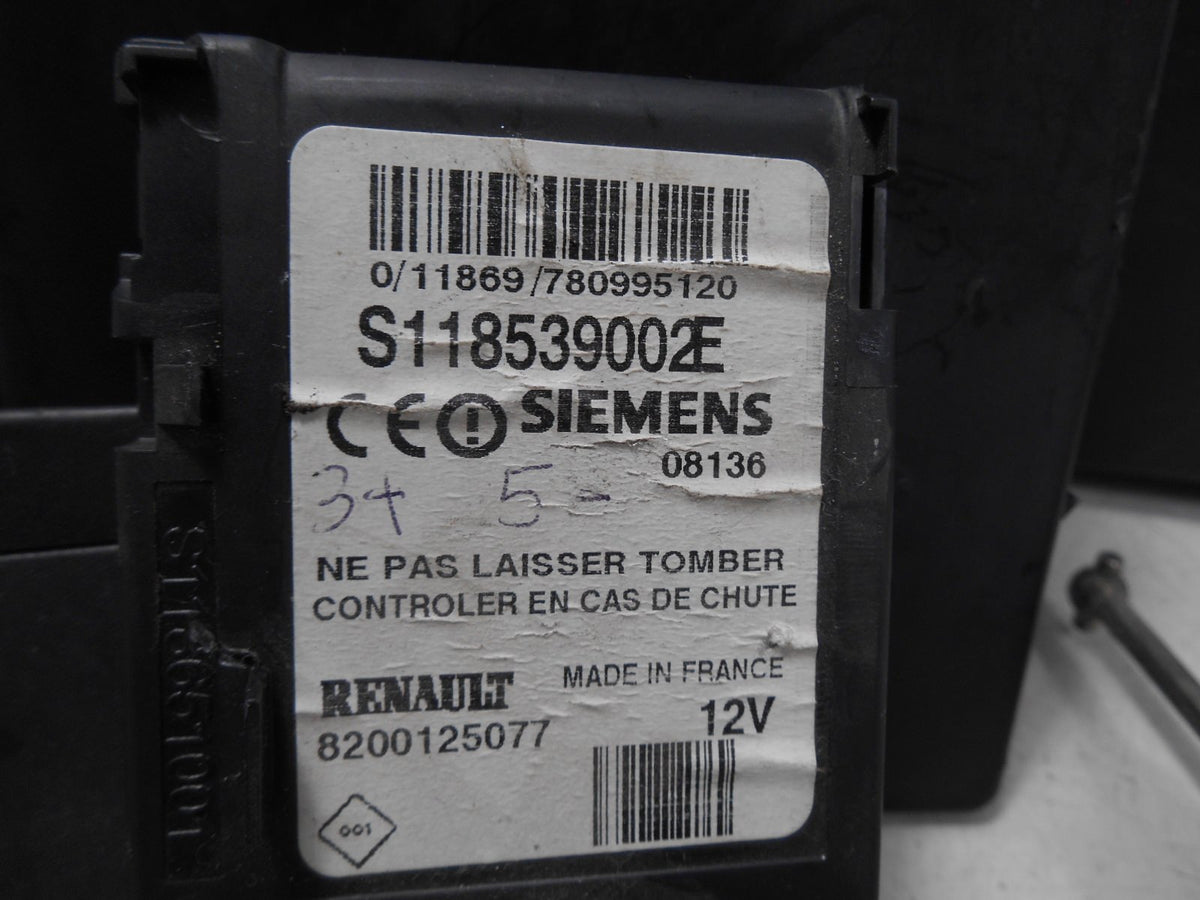 0/11869/780995120
S118539002E
CE SIEMENS
08136
3+ 5-
NE PAS LAISSER TOMBER
CONTROLER EN CAS DE CHUTE
RENAULT MADE IN FRANCE
8200125077 12V
001